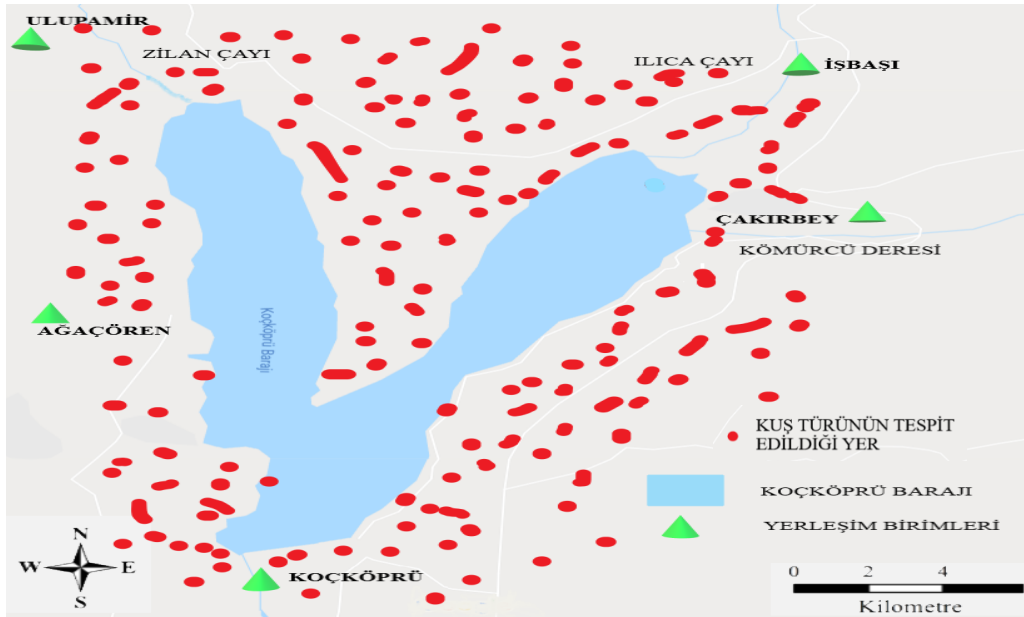 ULUPAMİR
ZİLAN ÇAYI
ILICA ÇAYI
İŞBAŞI
ÇAKIRBEY
KÖMÜRCÜ DERESİ
AĞAÇÖREN
Koçköprü Barajı
KUŞ TÜRÜNÜN TESPİT
EDİLDİĞİ YER
KOÇKÖPRÜ BARAJI
YERLEŞİM BİRİMLERİ
KOÇKÖPRÜ
N
W E
S
0 2 4
Kilometre